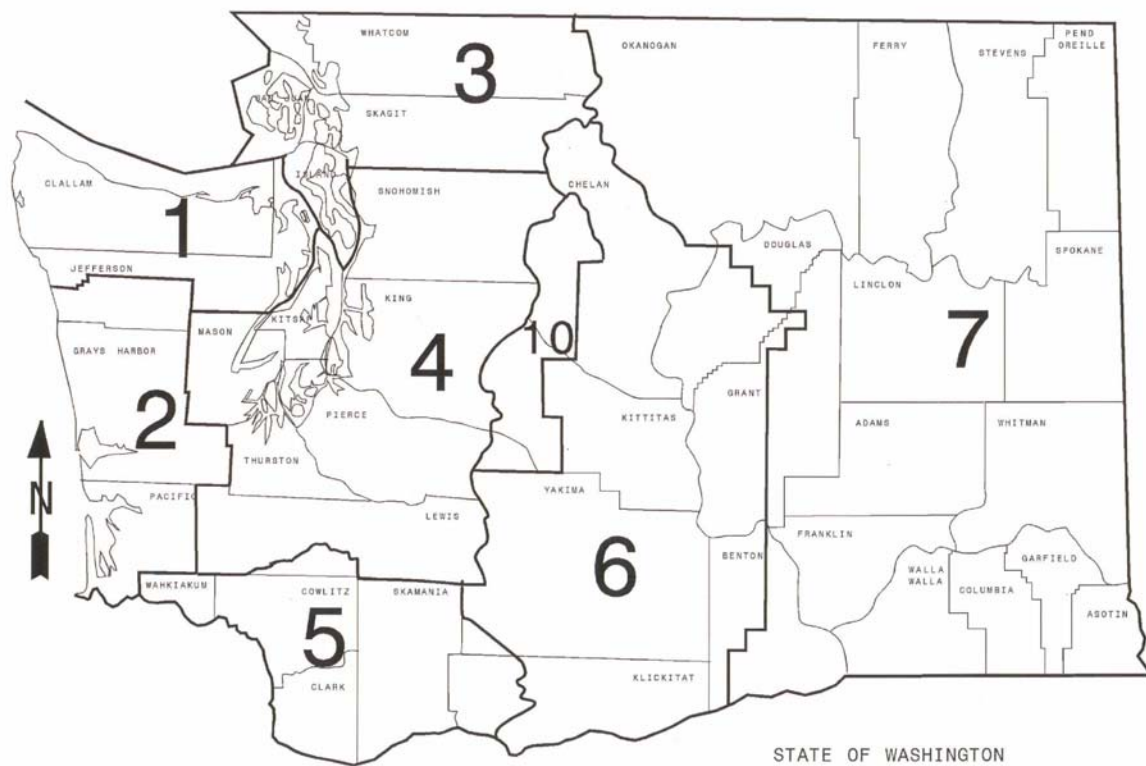 WHATCOM
3
OKANOGAN
FERRY
STEVENS
PEND
OREILLE
SAN JUAN
SKAGIT
ISLAND
CLALLAM
1
SNOHOMISH
CHELAN
DOUGLAS
SPOKANE
JEFFERSON
LINCLON
KING
KITSAP
MASON
GRAYS HARBOR
10
4
7
2
PIERCE
GRANT
KITTITAS
ADAMS
WHITMAN
N
THURSTON
PACIFIC
YAKIMA
LEWIS
6
BENTON
FRANKLIN
GARFIELD
WALLA
WALLA
COLUMBIA
ASOTIN
WAHKIAKUM
COWLITZ
SKAMANIA
5
CLARK
KLICKITAT
STATE OF WASHINGTON